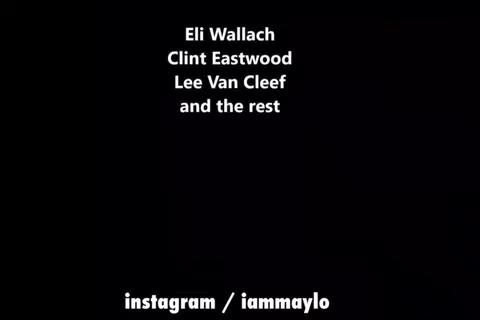 Eli Wallach
Clint Eastwood
Lee Van Cleef
and the rest
instagram / iammaylo